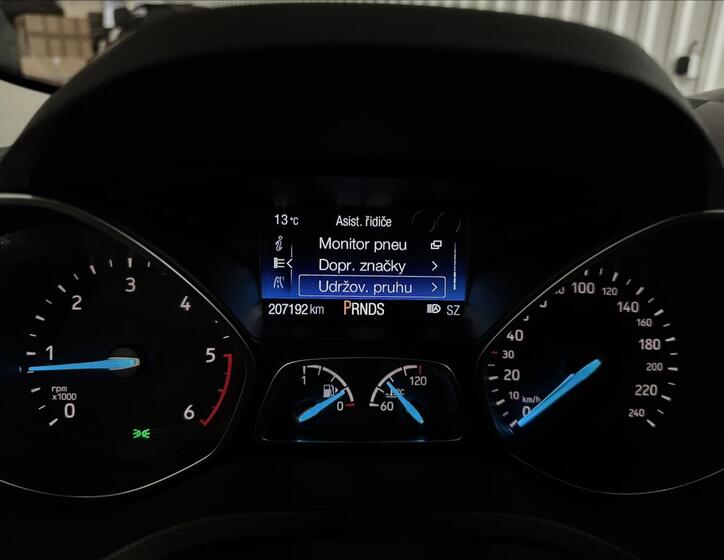 13 °C Asist. řidiče
Monitor pneu
Dopr. značky
Udržov. pruhu
207192 km PRNDS SZ
0 1 2 3 4 5 6
rpm
x1000
1 0
60 120
°C
0 10 20 30 40 60 80 100 120 140 160 180 200 220 240
km/h